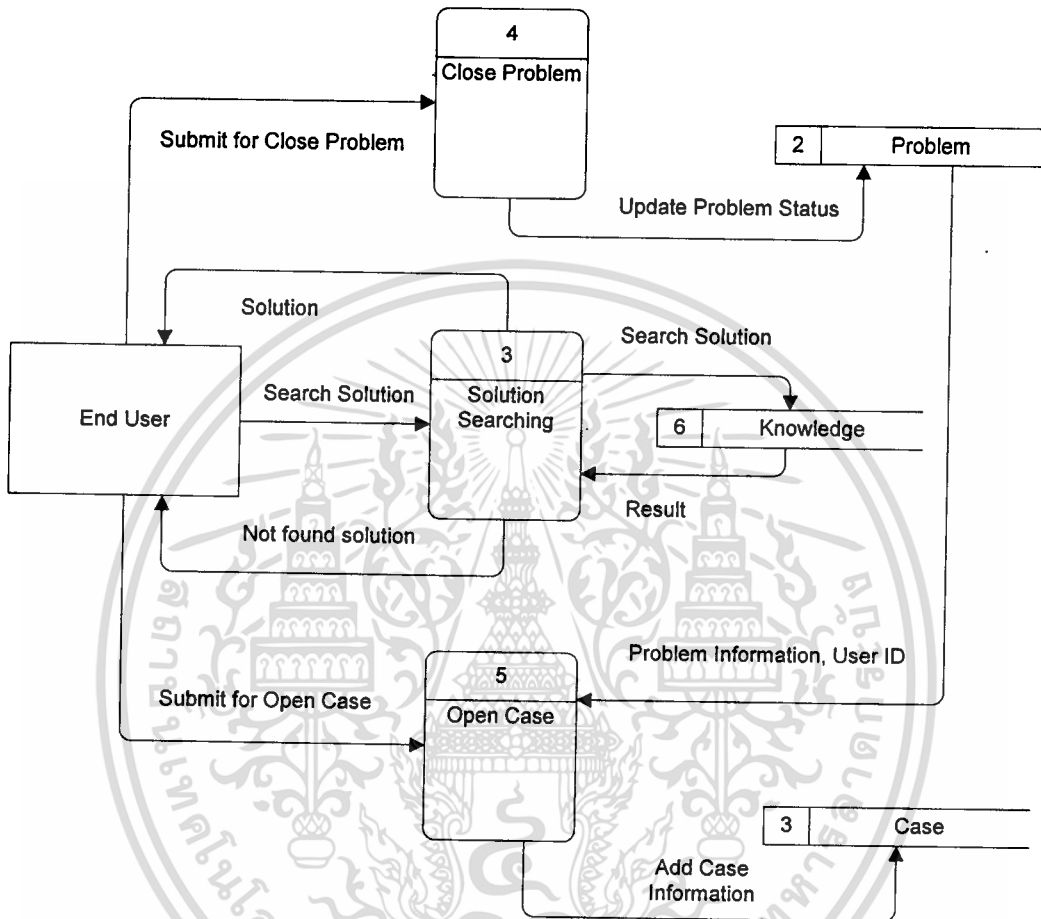 4
Close Problem
Submit for Close Problem
2
Problem
Update Problem Status
Solution
3
Search Solution
Search Solution
Solution
Searching
End User
6
Knowledge
Result
Not found solution
Problem Information, User ID
5
Submit for Open Case
Open Case
3
Case
Add Case
Information